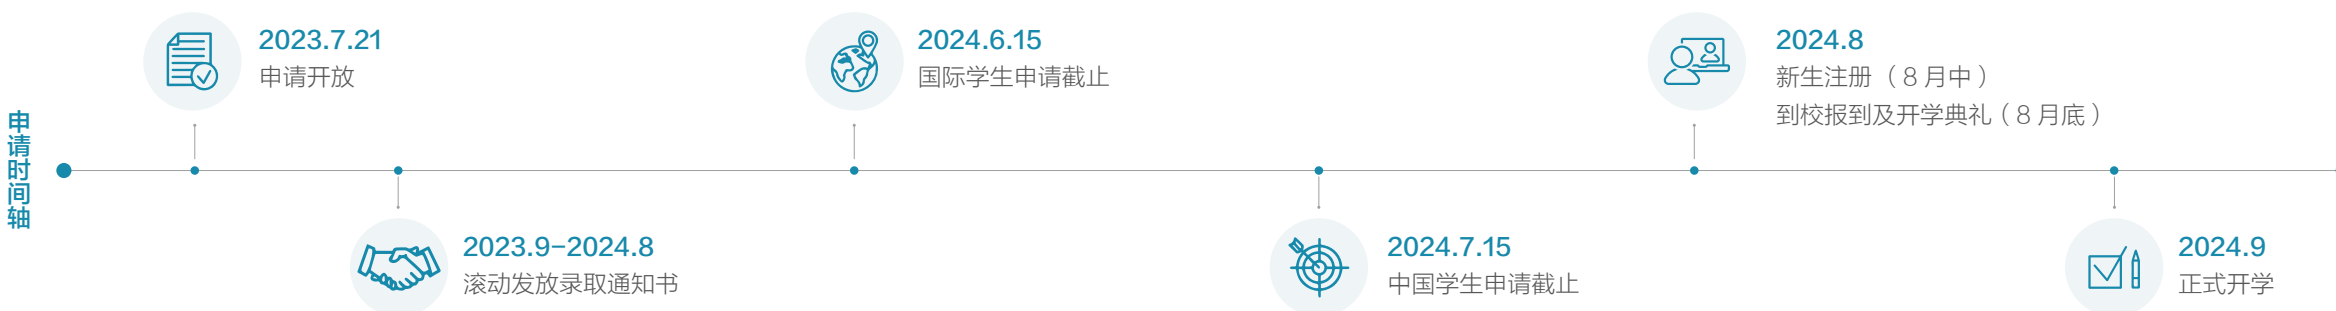 申请时间轴
2023.7.21
申请开放
2023.9-2024.8
滚动发放录取通知书
2024.6.15
国际学生申请截止
2024.7.15
中国学生申请截止
2024.8
新生注册（8月中）
到校报到及开学典礼（8月底）
2024.9
正式开学